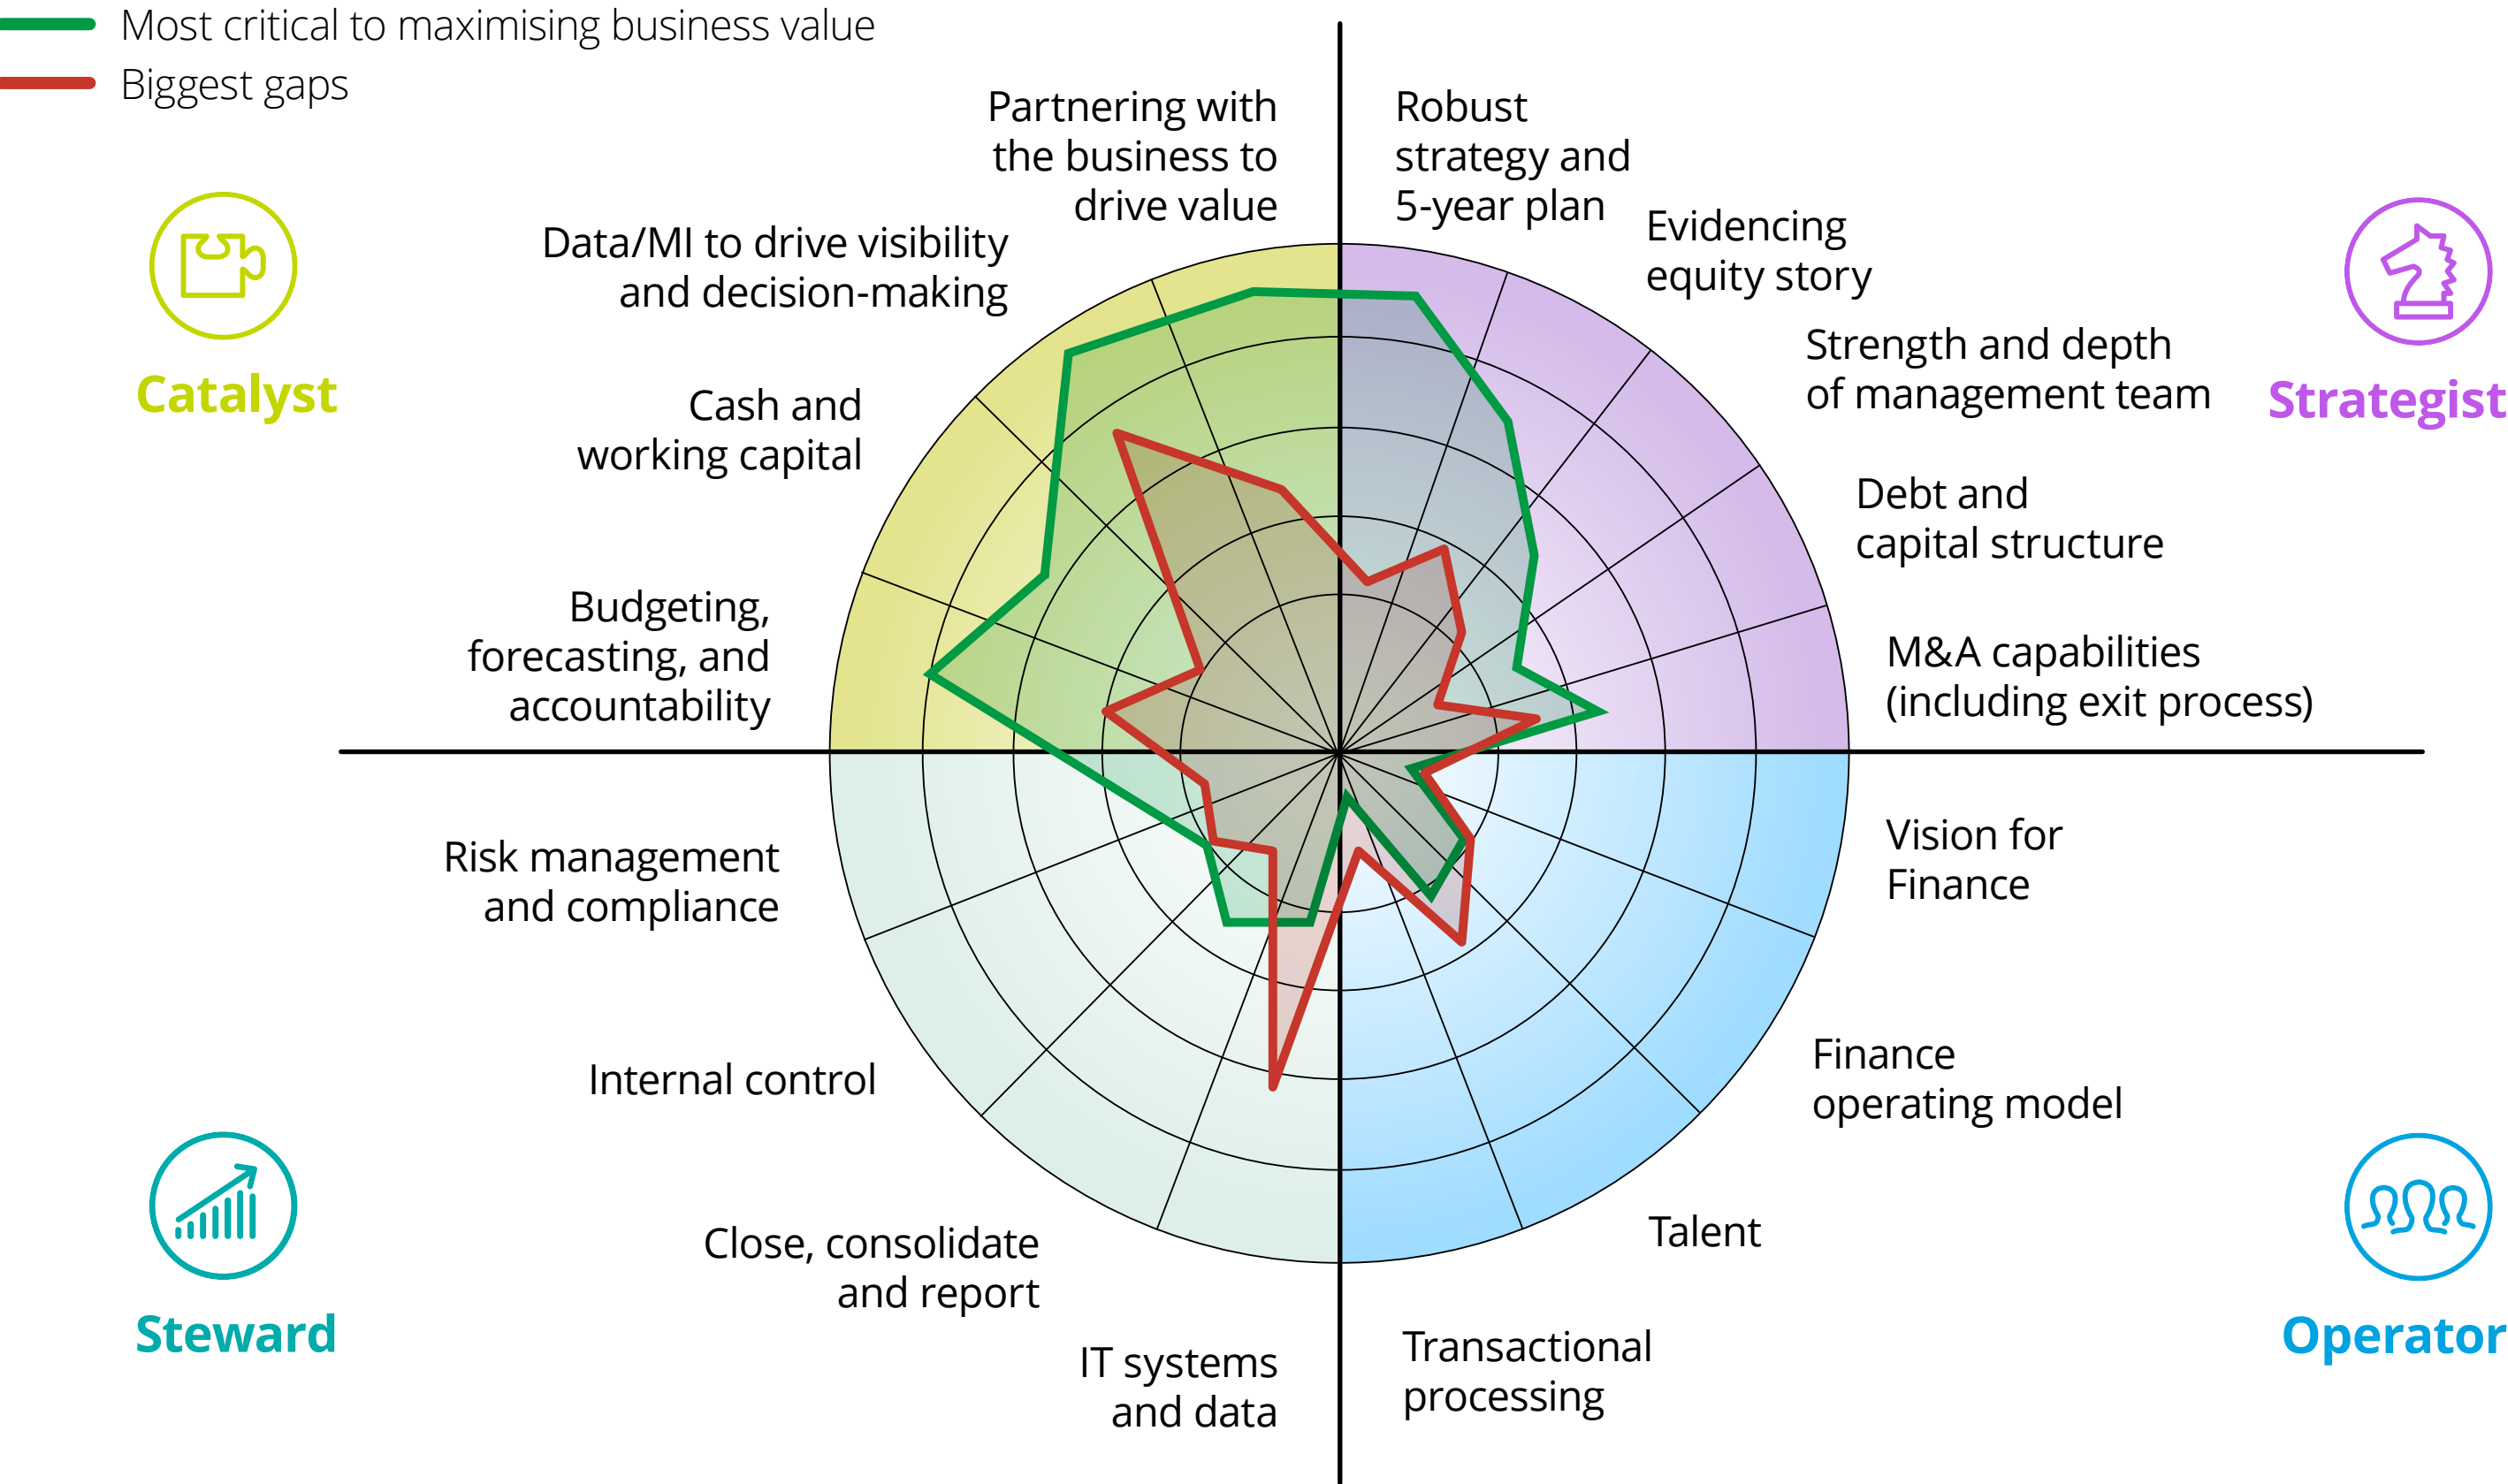 Most critical to maximising business value
Biggest gaps
Partnering with
the business to
drive value
Robust
strategy and
5-year plan
Evidencing
equity story
Data/MI to drive visibility
and decision-making
Strength and depth
of management team
Catalyst
Strategist
Cash and
working capital
Debt and
capital structure
Budgeting,
forecasting, and
accountability
M&A capabilities
(including exit process)
Risk management
and compliance
Vision for
Finance
Internal control
Finance
operating model
Close, consolidate
and report
Talent
Steward
Operator
IT systems
and data
Transactional
processing